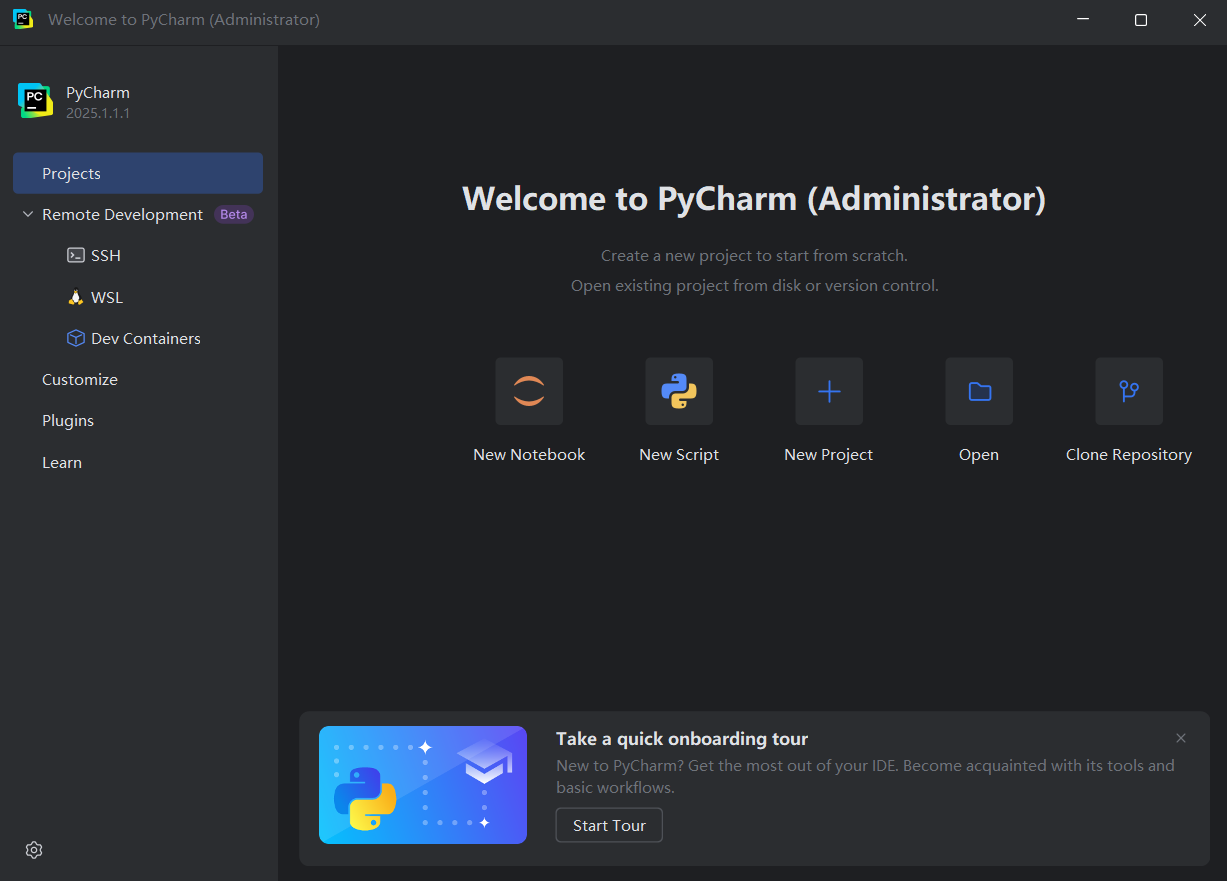 Welcome to PyCharm (Administrator)
PC
PyCharm
2025.1.1.1
Projects
Remote Development Beta
SSH
WSL
Dev Containers
Customize
Plugins
Learn
Welcome to PyCharm (Administrator)
Create a new project to start from scratch.
Open existing project from disk or version control.
New Notebook
New Script
New Project
Open
Clone Repository
Take a quick onboarding tour
New to PyCharm? Get the most out of your IDE. Become acquainted with its tools and
basic workflows.
Start Tour